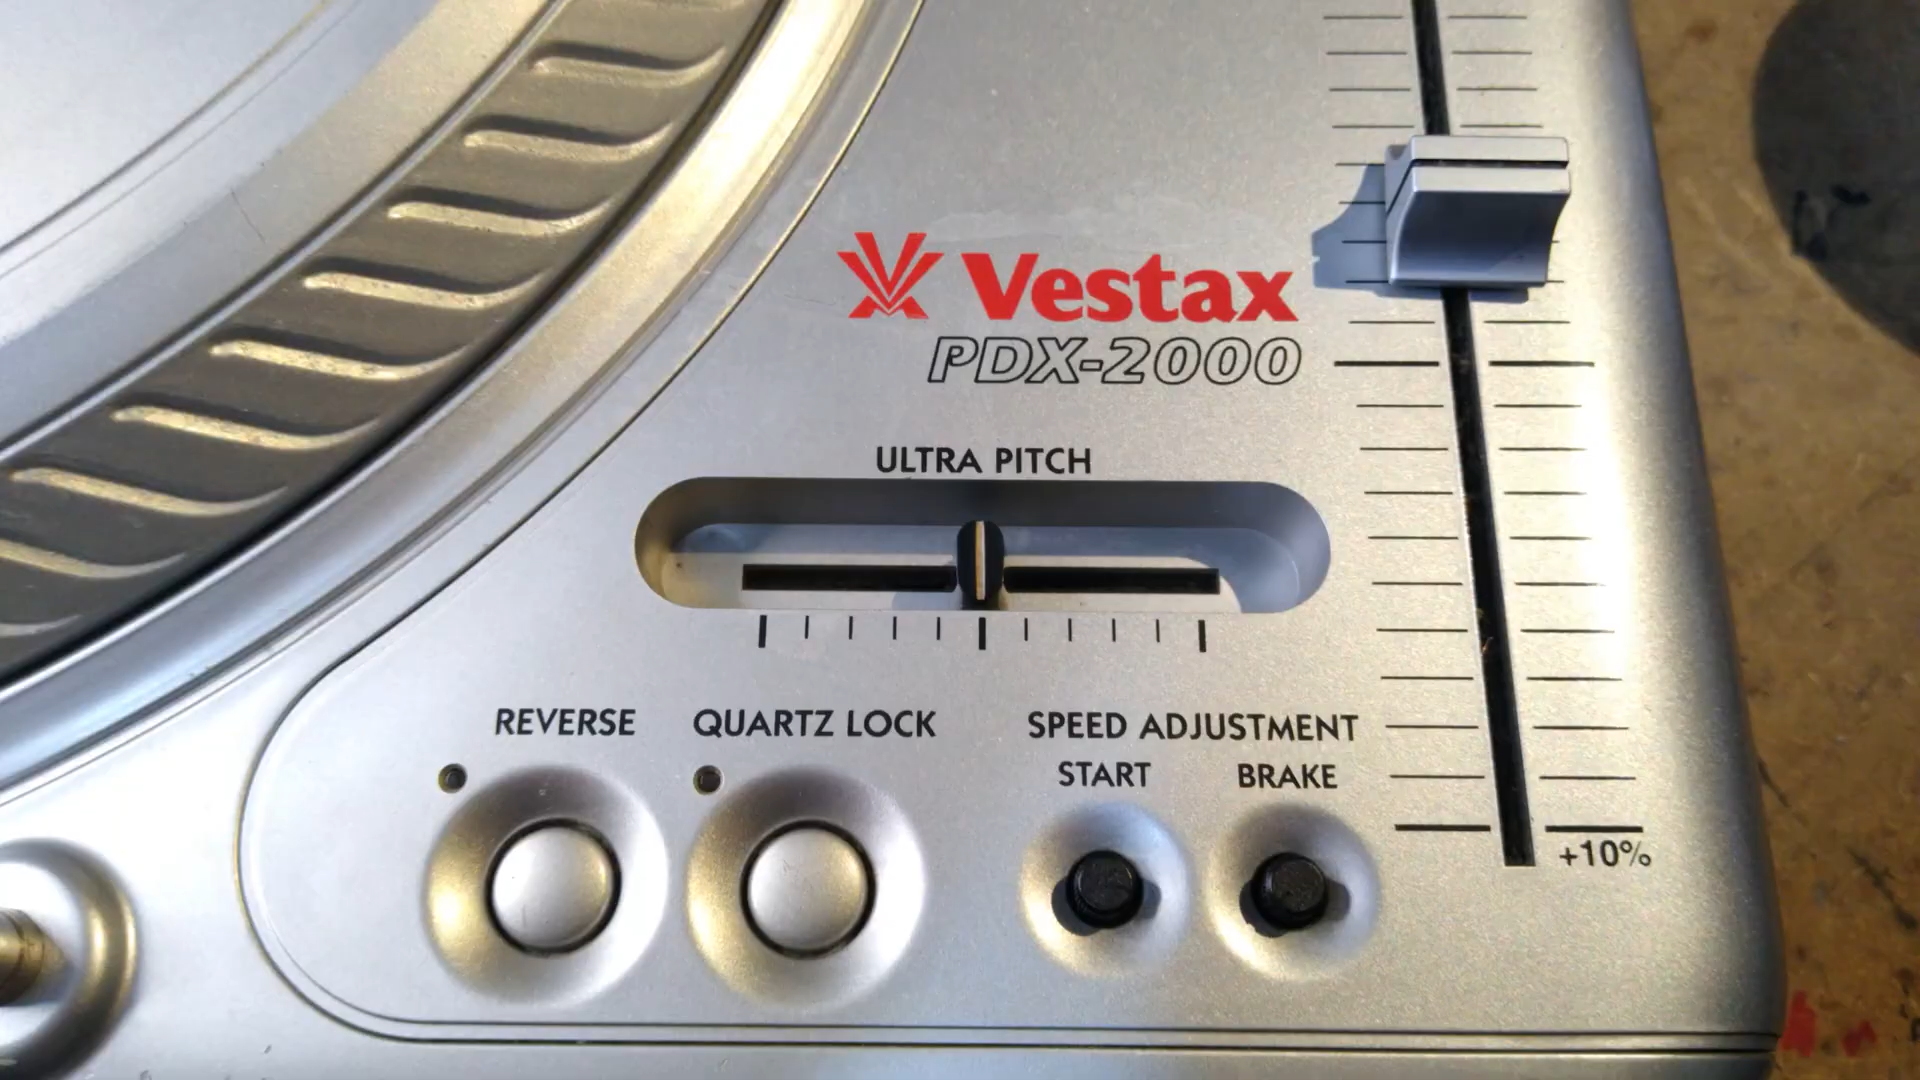 Vestax
PDX-2000
ULTRA PITCH
REVERSE
QUARTZ LOCK
SPEED ADJUSTMENT
START
BRAKE
+10%